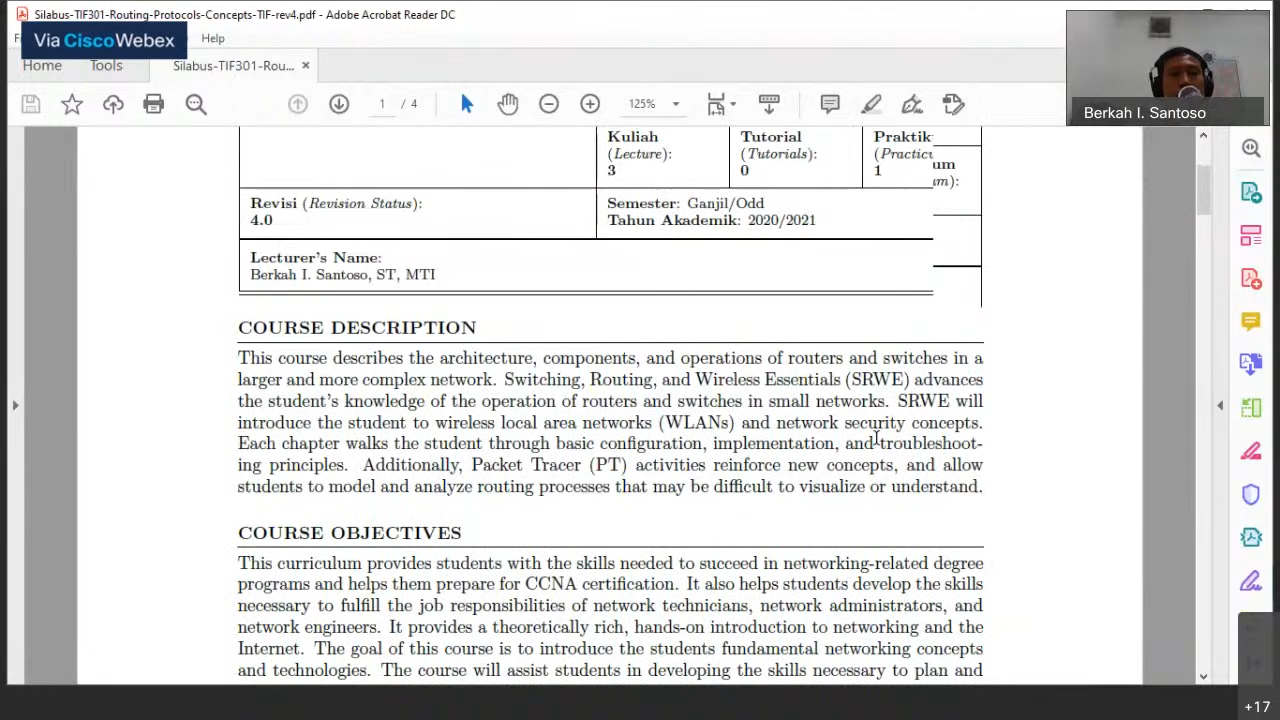 Silabus-TIF301-Routing-Protocols-Concepts-TIF-rev4.pdf - Adobe Acrobat Reader DC
Via CiscoWebex
Help
Home Tools Silabus-TIF301-Rou... ×
1 / 4 125%
Berkah I. Santoso
Kuliah Tutorial Praktik
(Lecture): (Tutorials): (Practicu
3 0 1
um
m):
Revisi (Revision Status): Semester: Ganjil/Odd
4.0 Tahun Akademik: 2020/2021
Lecturer's Name:
Berkah I. Santoso, ST, MTI
COURSE DESCRIPTION
This course describes the architecture, components, and operations of routers and switches in a
larger and more complex network. Switching, Routing, and Wireless Essentials (SRWE) advances
the student's knowledge of the operation of routers and switches in small networks. SRWE will
introduce the student to wireless local area networks (WLANs) and network security concepts.
Each chapter walks the student through basic configuration, implementation, and troubleshoot-
ing principles. Additionally, Packet Tracer (PT) activities reinforce new concepts, and allow
students to model and analyze routing processes that may be difficult to visualize or understand.
COURSE OBJECTIVES
This curriculum provides students with the skills needed to succeed in networking-related degree
programs and helps them prepare for CCNA certification. It also helps students develop the skills
necessary to fulfill the job responsibilities of network technicians, network administrators, and
network engineers. It provides a theoretically rich, hands-on introduction to networking and the
Internet. The goal of this course is to introduce the students fundamental networking concepts
and technologies. The course will assist students in developing the skills necessary to plan and
+17